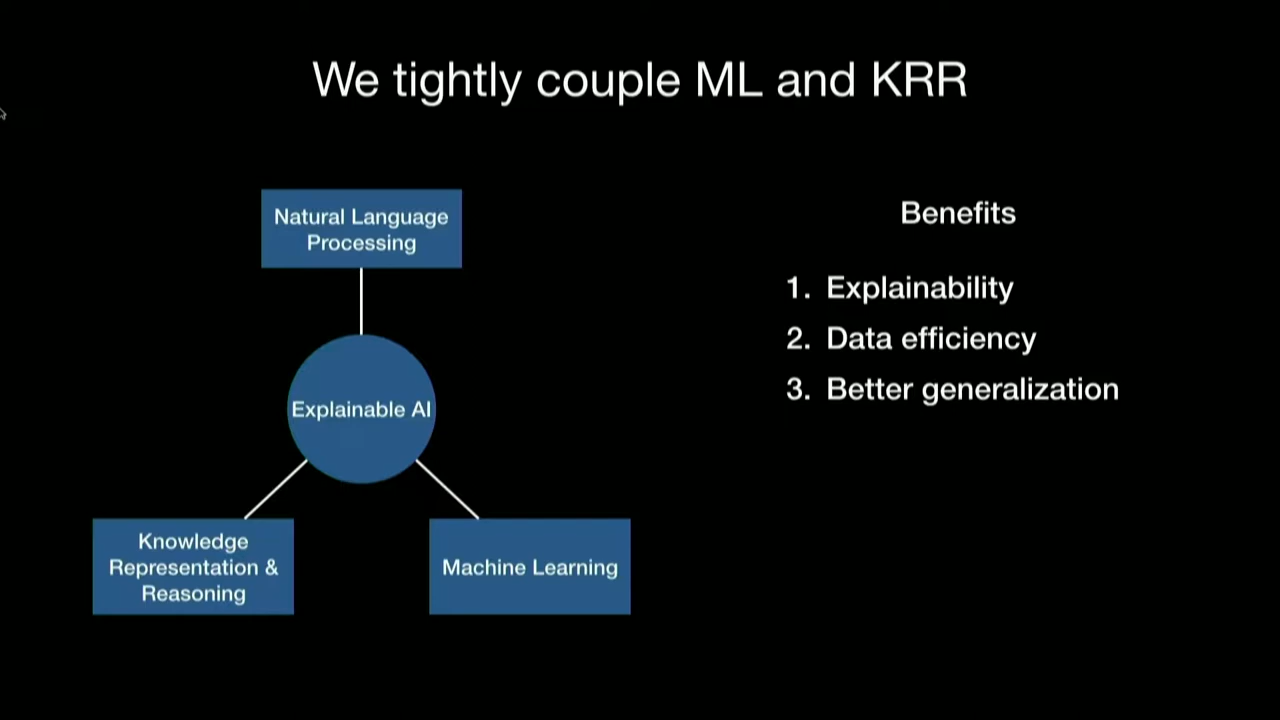 We tightly couple ML and KRR
Natural Language
Processing
Explainable AI
Knowledge
Representation &
Reasoning
Machine Learning
Benefits
1. Explainability
2. Data efficiency
3. Better generalization